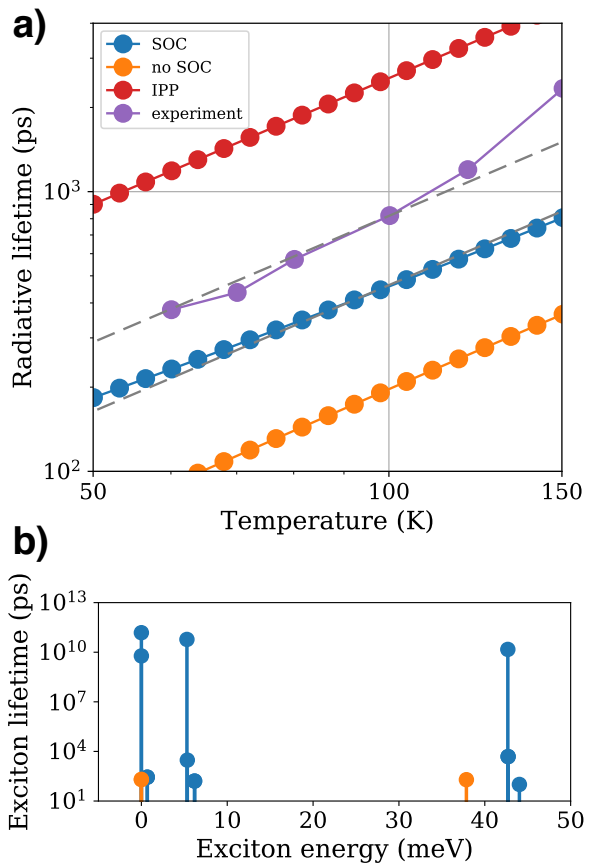 a)
SOC
no SOC
IPP
experiment
Radiative lifetime (ps)
10³
10²
50
100
150
Temperature (K)
b)
Exciton lifetime (ps)
10¹³
10¹⁰
10⁷
10⁴
10¹
0
10
20
30
40
50
Exciton energy (meV)